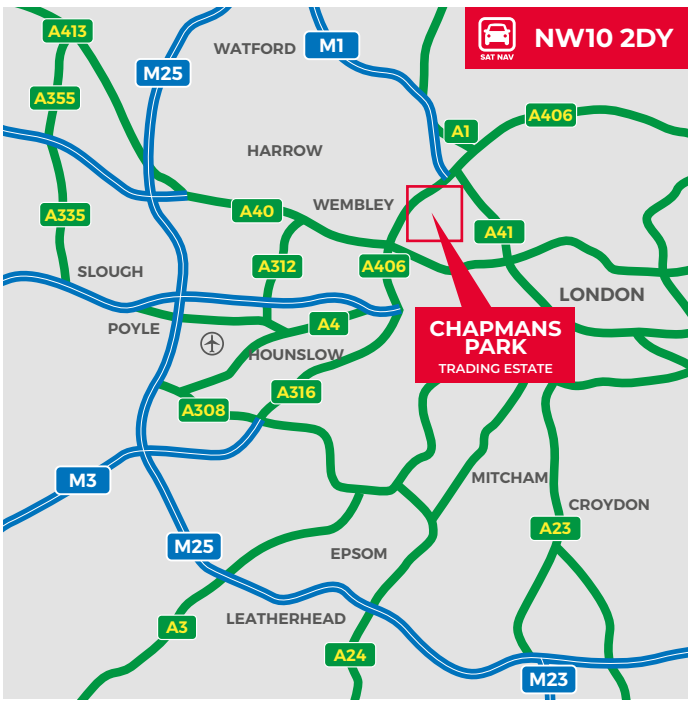 A413
WATFORD
M1
SAT NAV
NW10 2DY
M25
A355
A1
A406
HARROW
A335
A40
WEMBLEY
A41
SLOUGH
A312
A406
LONDON
POYLE
A4
CHAPMANS
PARK
TRADING ESTATE
HOUNSLOW
A308
A316
M3
MITCHAM
CROYDON
A23
M25
EPSOM
LEATHERHEAD
A3
A24
M23